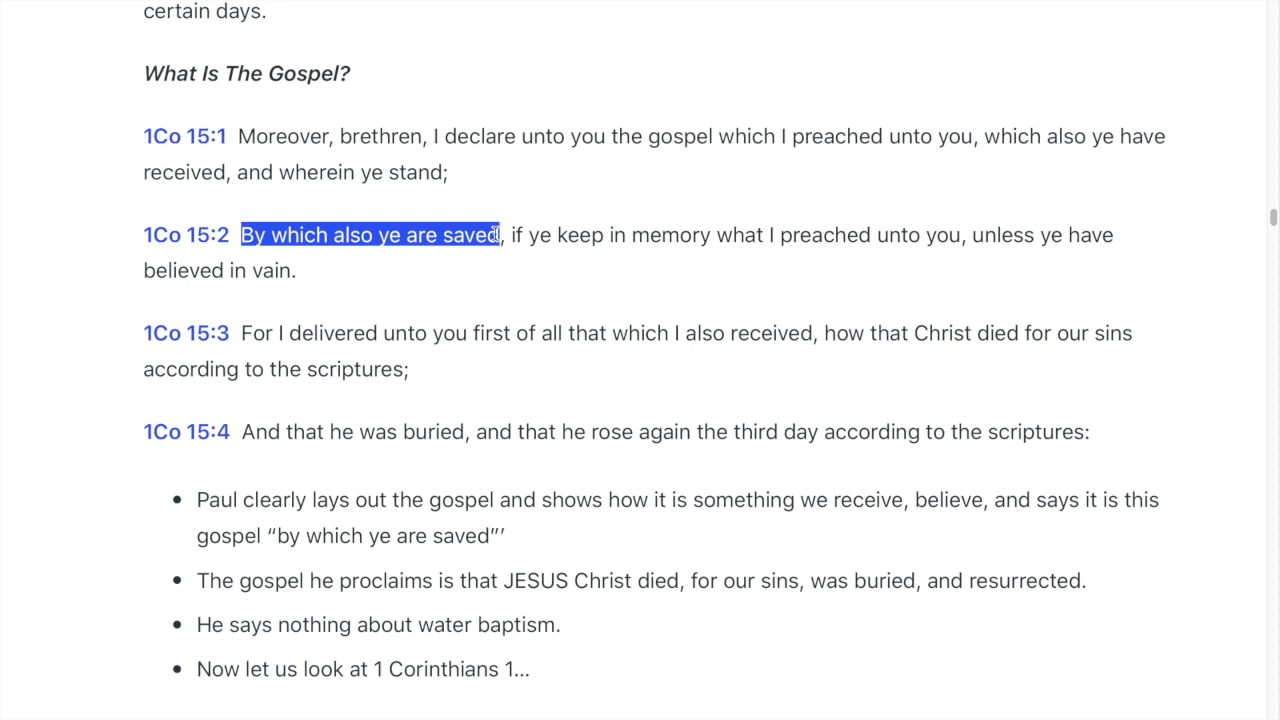 certain days.
What Is The Gospel?
1Co 15:1 Moreover, brethren, I declare unto you the gospel which I preached unto you, which also ye have
received, and wherein ye stand;
1Co 15:2 By which also ye are saved, if ye keep in memory what I preached unto you, unless ye have
believed in vain.
1Co 15:3 For I delivered unto you first of all that which I also received, how that Christ died for our sins
according to the scriptures;
1Co 15:4 And that he was buried, and that he rose again the third day according to the scriptures:
• Paul clearly lays out the gospel and shows how it is something we receive, believe, and says it is this
gospel “by which ye are saved”’
• The gospel he proclaims is that JESUS Christ died, for our sins, was buried, and resurrected.
• He says nothing about water baptism.
• Now let us look at 1 Corinthians 1…